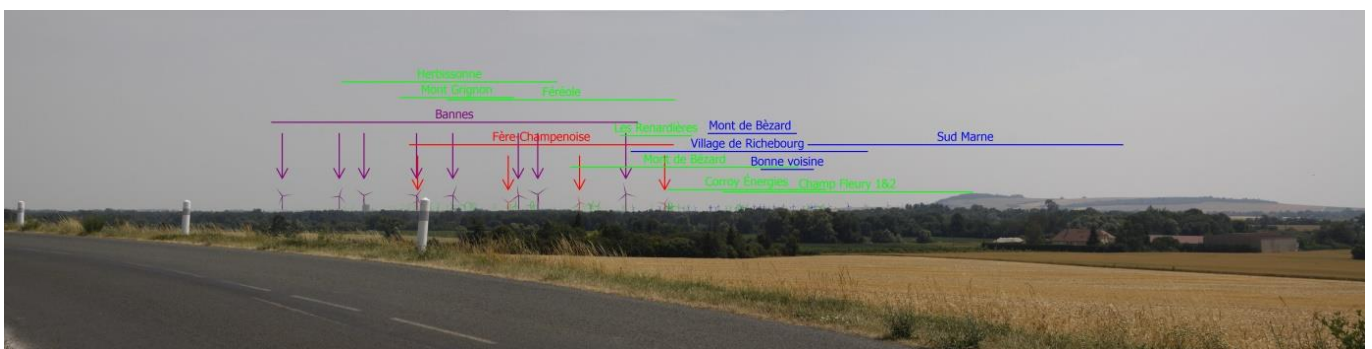 Herbissonne
Mont Grignon
Féréole
Bannes
Les Renardières
Mont de Bèzard
Fère-Champenoise
Village de Richebourg
Sud Marne
Mont de Bézard
Bonne voisine
Corroy Énergies
Champ Fleury 1&2